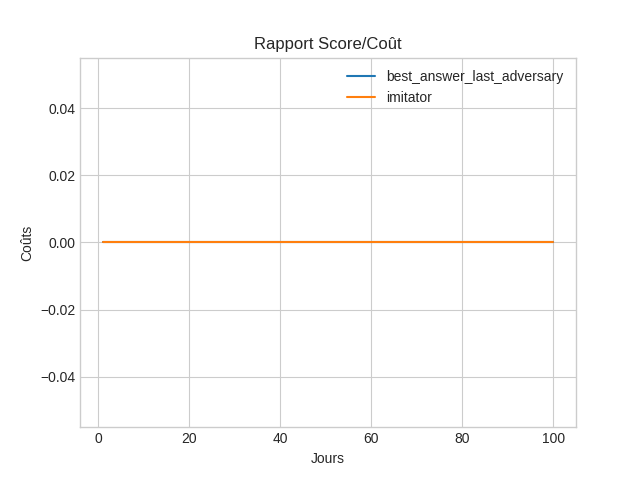 Rapport Score/Coût
best_answer_last_adversary
imitator
0.04
0.02
0.00
−0.02
−0.04
Coûts
0
20
40
60
80
100
Jours